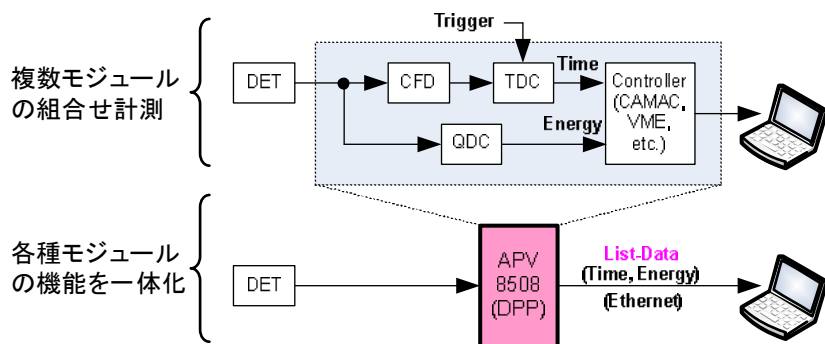 Trigger
複数モジュール
の組合せ計測
DET
CFD
TDC
Time
QDC
Energy
Controller
(CAMAC,
VME,
etc.)
各種モジュール
の機能を一体化
DET
APV
8508
(DPP)
List-Data
(Time, Energy)
(Ethernet)